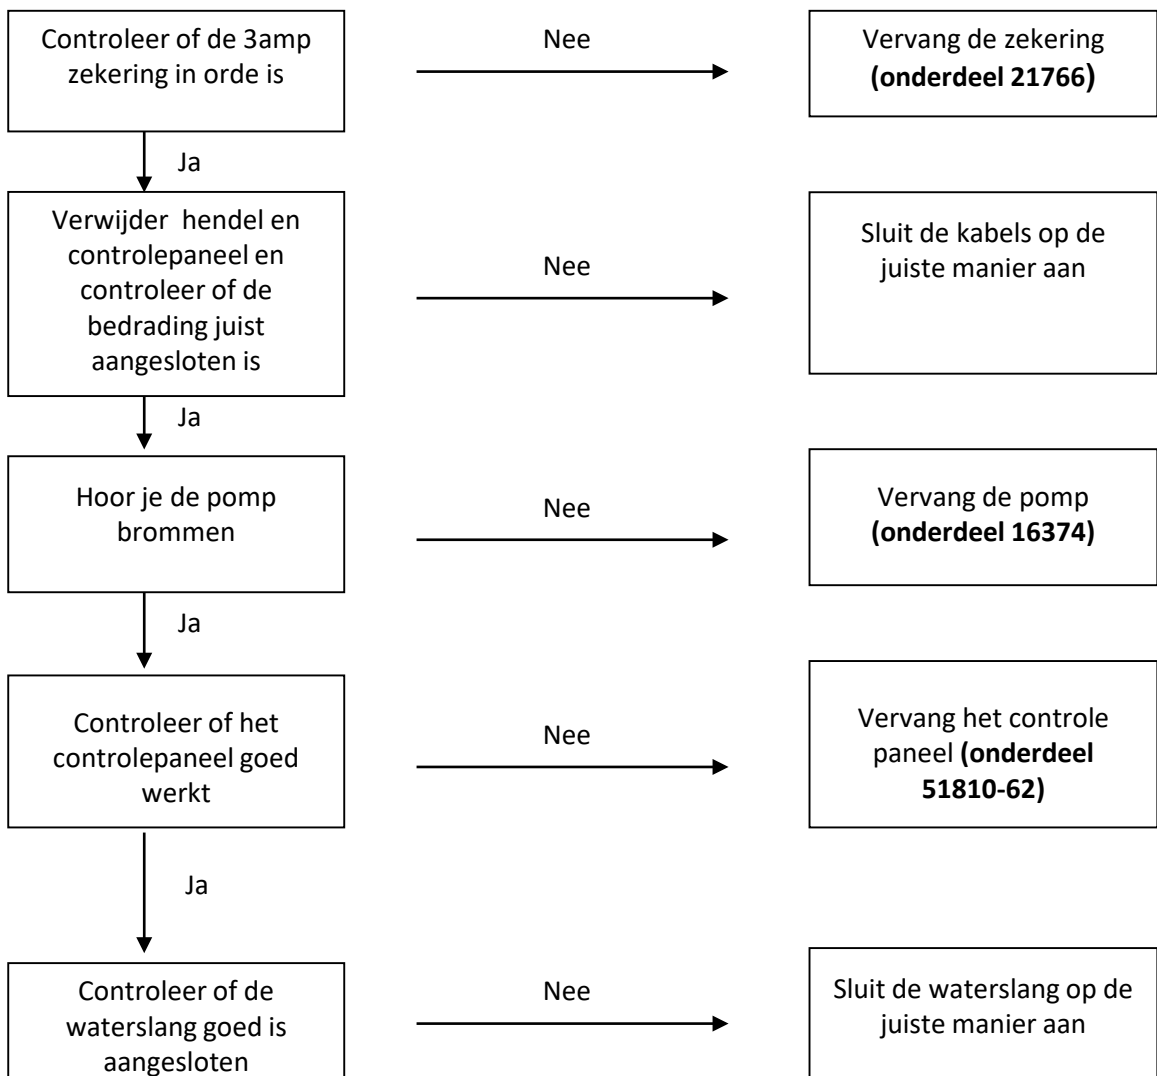 Controleer of de 3amp
zekering in orde is
Nee
Vervang de zekering
(onderdeel 21766)
Ja
Verwijder  hendel en
controlepaneel en
controleer of de
bedrading juist
aangesloten is
Nee
Sluit de kabels op de
juiste manier aan
Ja
Hoor je de pomp
brommen
Nee
Vervang de pomp
(onderdeel 16374)
Ja
Controleer of het
controlepaneel goed
werkt
Nee
Vervang het controle
paneel (onderdeel
51810-62)
Ja
Controleer of de
waterslang goed is
aangesloten
Nee
Sluit de waterslang op de
juiste manier aan